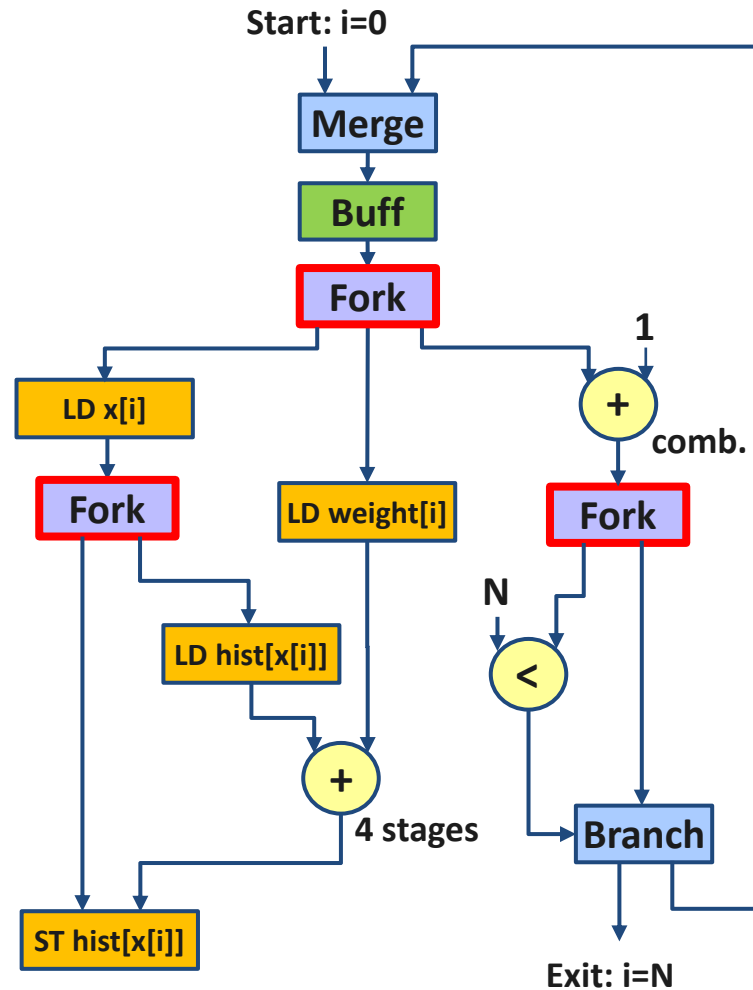 Start: i=0
Merge
Buff
Fork
1
LD x[i]
+
comb.
Fork
LD weight[i]
Fork
N
LD hist[x[i]]
<
+
4 stages
Branch
ST hist[x[i]]
Exit: i=N